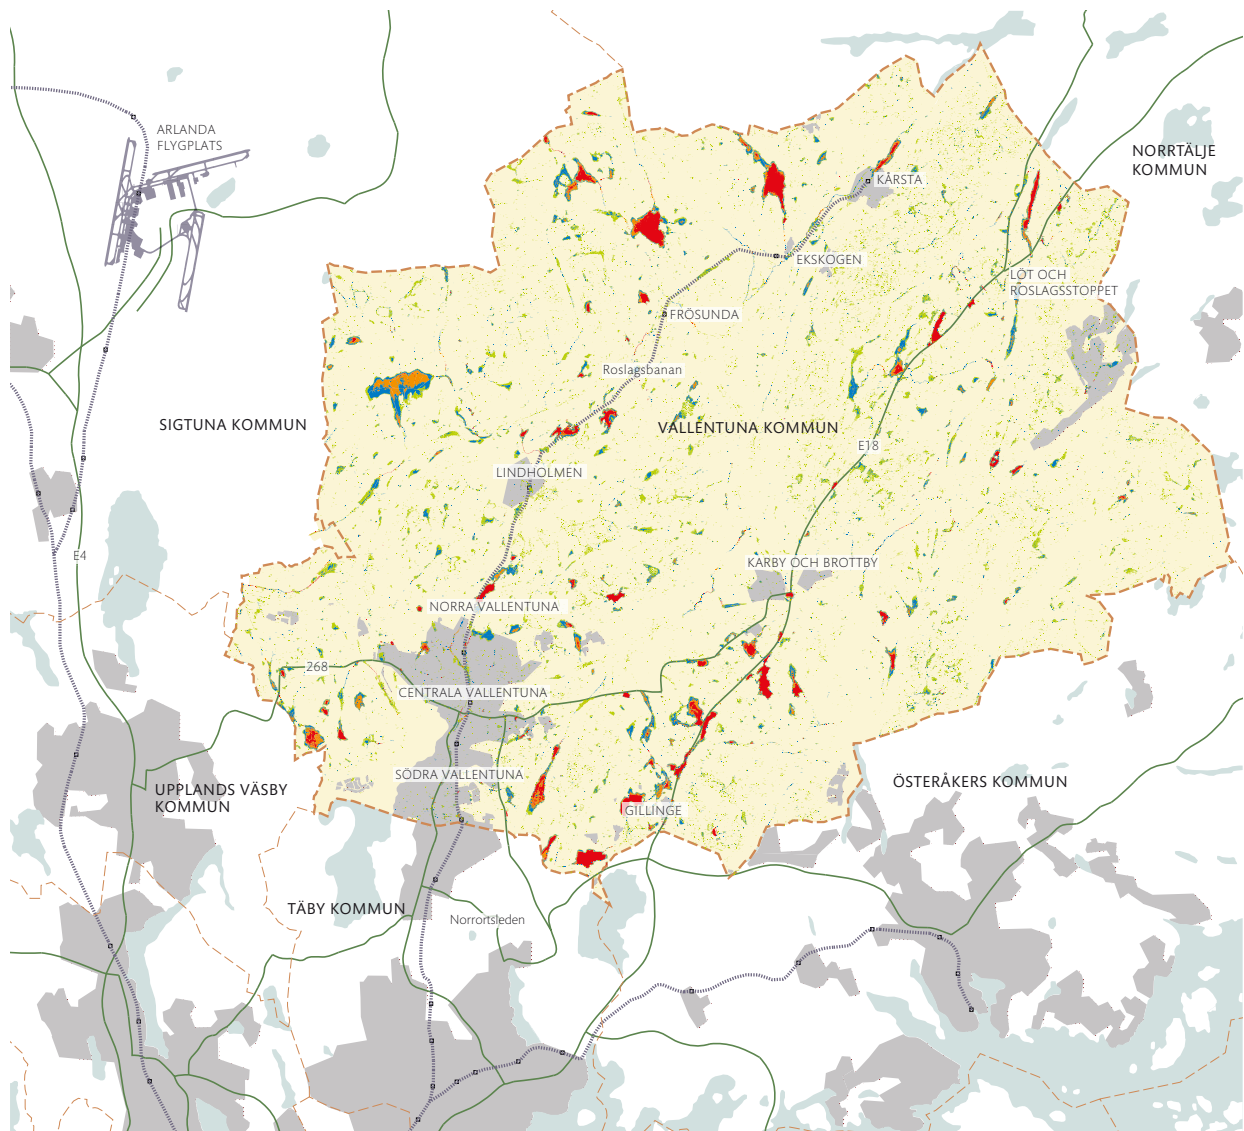 ARLANDA
FLYGPLATS
NORRTÄLJE
KOMMUN
KÅRSTA
EKSKOGEN
LÖT OCH
ROSLAGSSTOPPET
FRÖSUNDA
Roslagsbanan
SIGTUNA KOMMUN
VALLENTUNA KOMMUN
E18
LINDHOLMEN
E4
KARBY OCH BROTTBY
NORRA VALLENTUNA
268
CENTRALA VALLENTUNA
SÖDRA VALLENTUNA
UPPLANDS VÄSBY
KOMMUN
ÖSTERÅKERS KOMMUN
GILLINGE
TÄBY KOMMUN
Norrortsleden